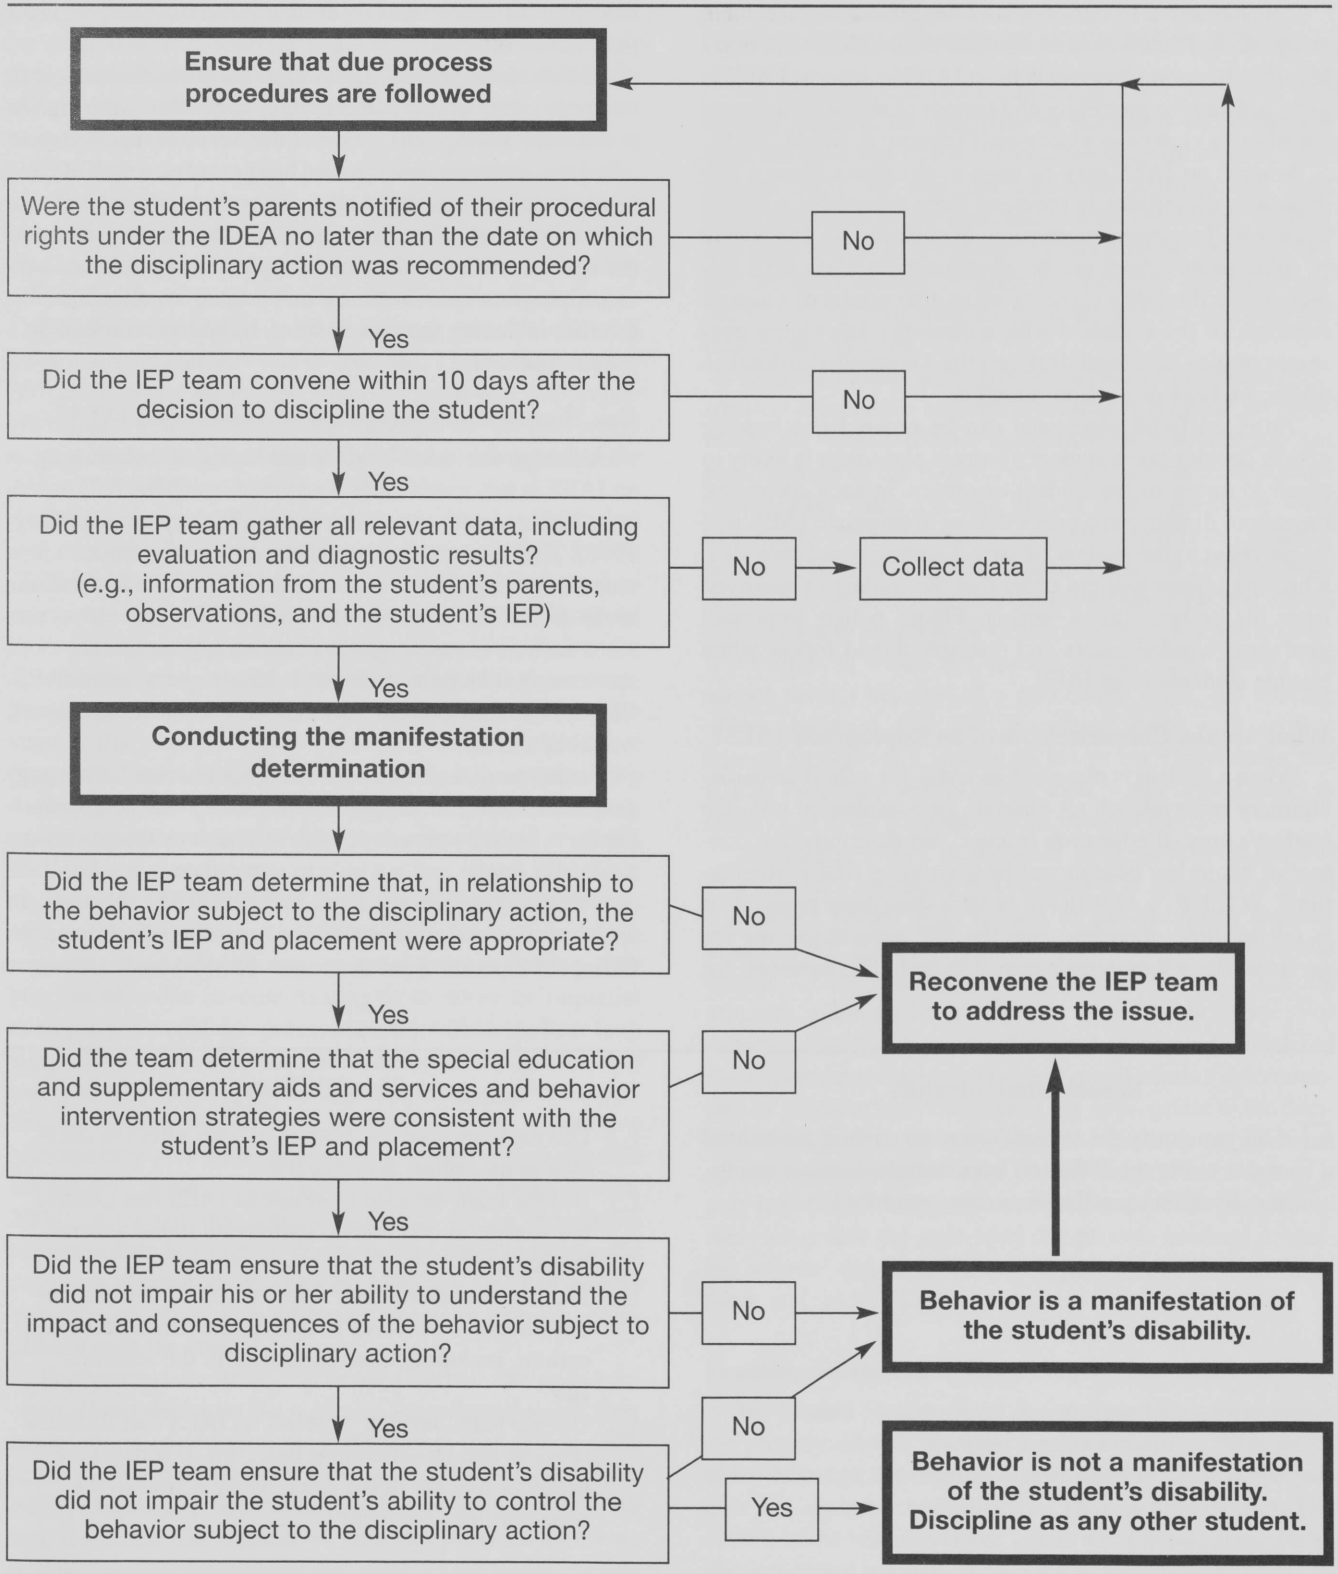 Ensure that due process
procedures are followed
Were the student's parents notified of their procedural
rights under the IDEA no later than the date on which
the disciplinary action was recommended?
No
Yes
Did the IEP team convene within 10 days after the
decision to discipline the student?
No
Yes
Did the IEP team gather all relevant data, including
evaluation and diagnostic results?
(e.g., information from the student's parents,
observations, and the student's IEP)
No
Collect data
Yes
Conducting the manifestation
determination
Did the IEP team determine that, in relationship to
the behavior subject to the disciplinary action, the
student's IEP and placement were appropriate?
No
Reconvene the IEP team
to address the issue.
Yes
Did the team determine that the special education
and supplementary aids and services and behavior
intervention strategies were consistent with the
student's IEP and placement?
No
Yes
Did the IEP team ensure that the student's disability
did not impair his or her ability to understand the
impact and consequences of the behavior subject to
disciplinary action?
No
Behavior is a manifestation of
the student's disability.
Yes
Did the IEP team ensure that the student's disability
did not impair the student's ability to control the
behavior subject to the disciplinary action?
No
Yes
Behavior is not a manifestation
of the student's disability.
Discipline as any other student.